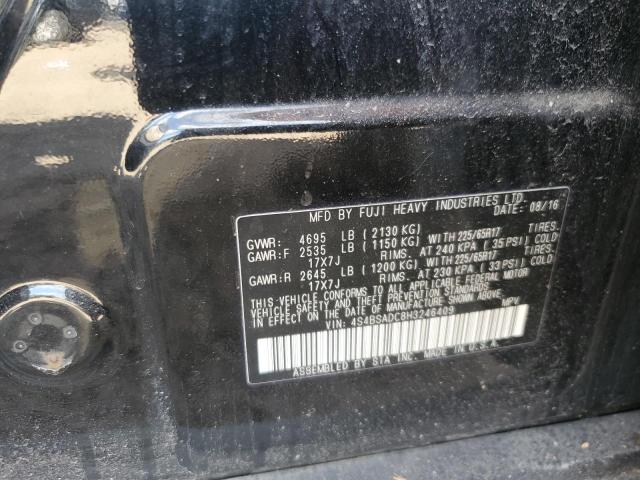 MFD BY FUJI HEAVY INDUSTRIES LTD.
DATE: 08/16
GVWR: 4695 LB (2130 KG)
GAWR:F 2535 LB (1150 KG) WITH 225/65R17 TIRES.
17X7J RIMS. AT 240 KPA (35 PSI) COLD
GAWR:R 2645 LB (1200 KG) WITH 225/65R17 TIRES.
17X7J RIMS. AT 230 KPA (33 PSI) COLD
THIS VEHICLE CONFORMS TO ALL APPLICABLE FEDERAL MOTOR
VEHICLE SAFETY AND THEFT PREVENTION STANDARDS IN EFFECT
ON THE DATE OF MANUFACTURE SHOWN ABOVE.
VIN: 4S4BSADC8H3246409 MPV
ASSEMBLED BY SIA, INC. MADE IN U.S.A.